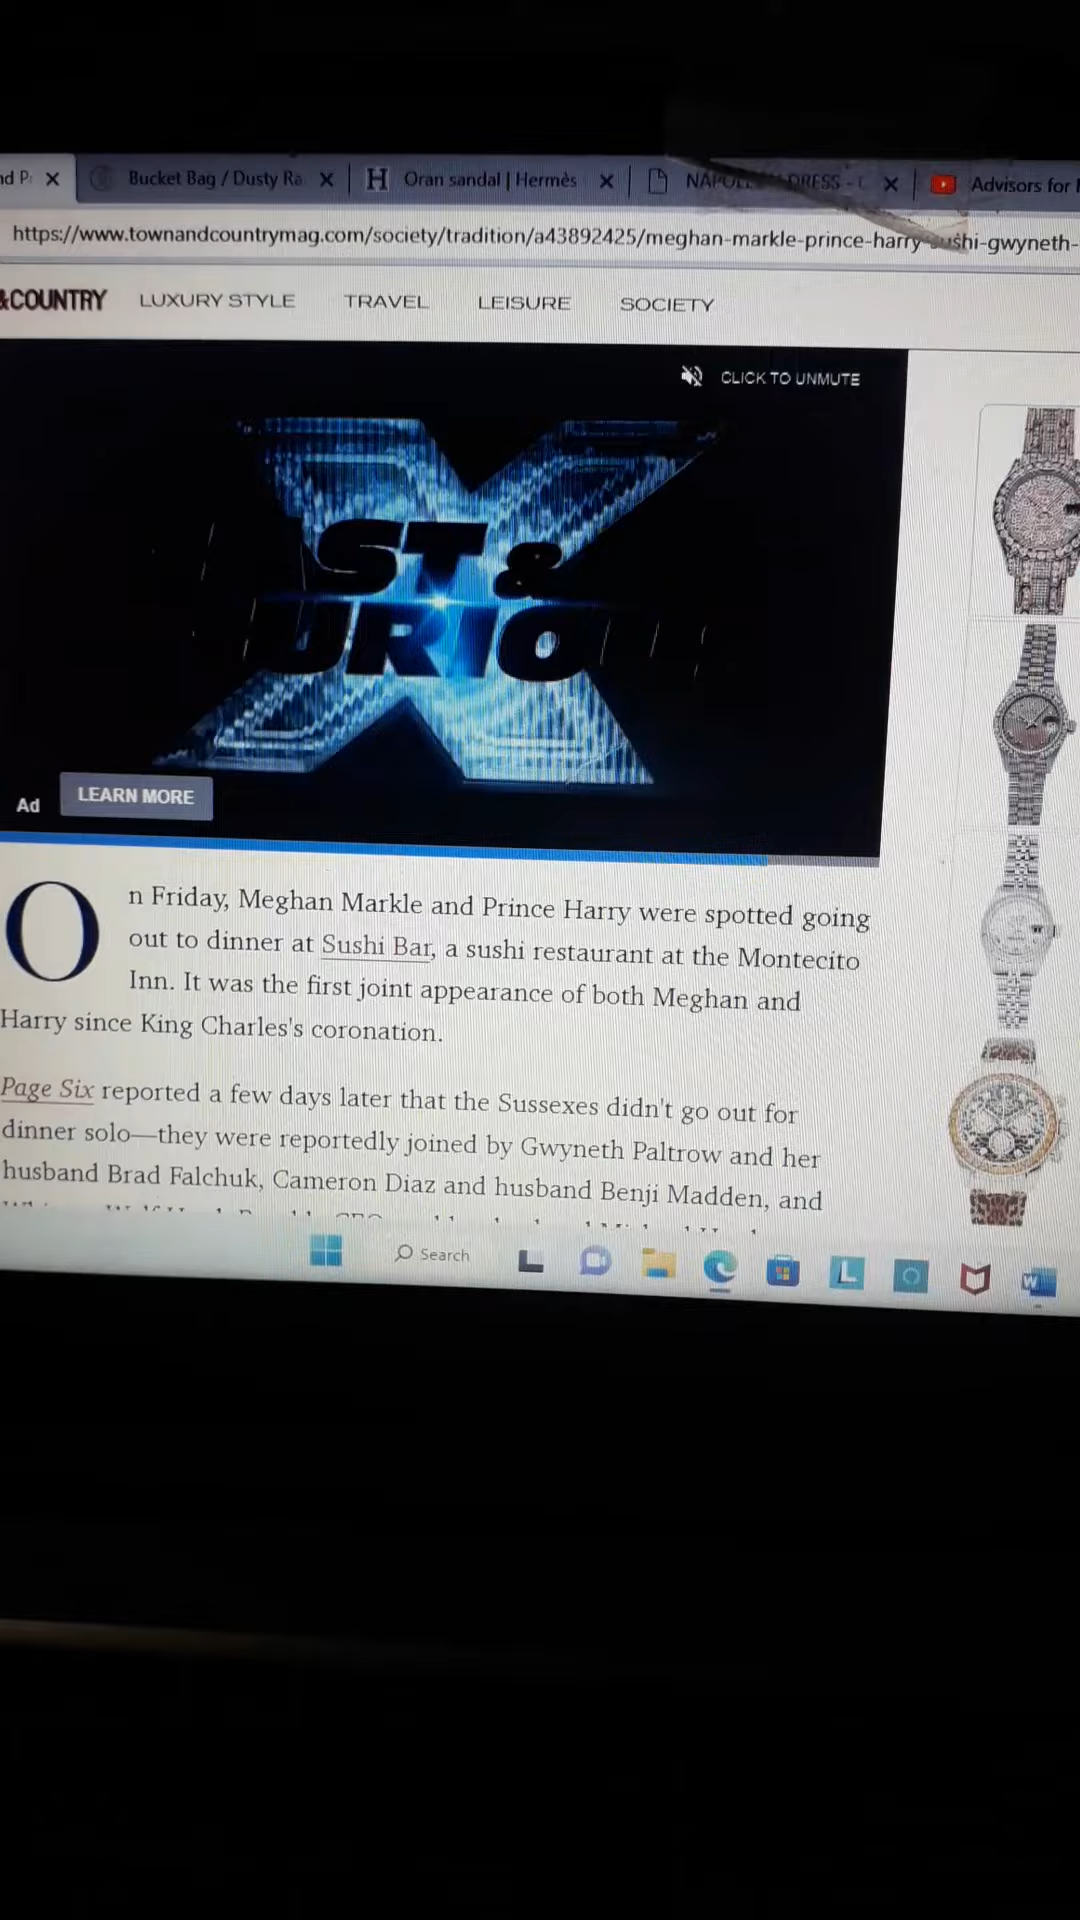 nd P
Bucket Bag / Dusty Ra
H
Oran sandal | Hermès
DRESS -
Advisors for
https://www.townandcountrymag.com/society/tradition/a43892425/meghan-markle-prince-harry-sushi-gwyneth-
&COUNTRY
LUXURY STYLE
TRAVEL
LEISURE
SOCIETY
CLICK TO UNMUTE
X
ST &
URIO
Ad
LEARN MORE
On Friday, Meghan Markle and Prince Harry were spotted going
out to dinner at Sushi Bar, a sushi restaurant at the Montecito
Inn. It was the first joint appearance of both Meghan and
Harry since King Charles's coronation.
Page Six reported a few days later that the Sussexes didn't go out for
dinner solo—they were reportedly joined by Gwyneth Paltrow and her
husband Brad Falchuk, Cameron Diaz and husband Benji Madden, and
Search
L
W